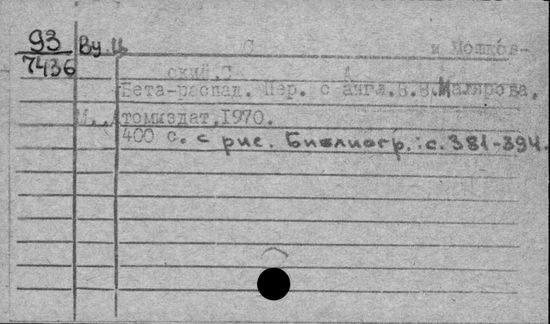 93 Ву Ц С и Мошков-
7436 ский, С А
Бета-распад. Пер. с англ. В. В. Малярова.
М., Атомиздат, 1970.
400 с. с рис. Библиогр.: с. 381-394.